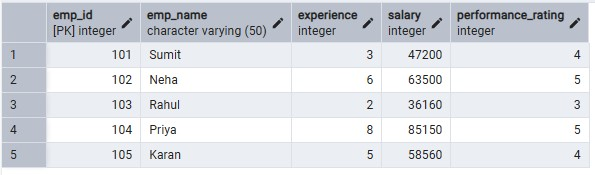 emp_id emp_name experience salary performance_rating
[PK] integer character varying (50) integer integer integer
1 101 Sumit 3 47200 4
2 102 Neha 6 63500 5
3 103 Rahul 2 36160 3
4 104 Priya 8 85150 5
5 105 Karan 5 58560 4